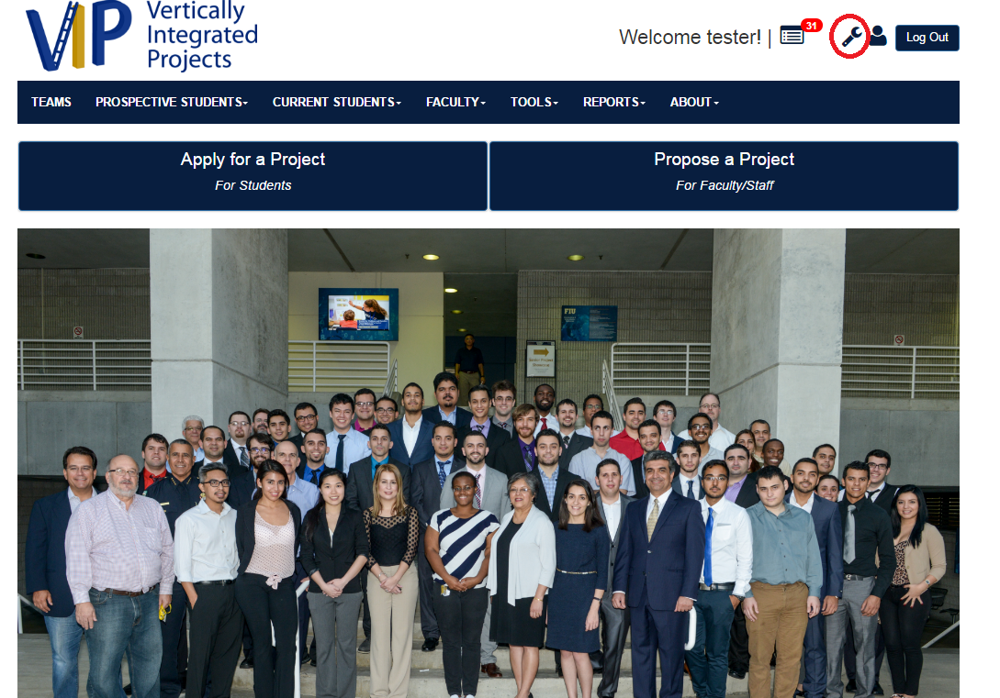 VIP Vertically
Integrated
Projects
Welcome tester! | 31
Log Out
TEAMS PROSPECTIVE STUDENTS CURRENT STUDENTS FACULTY TOOLS REPORTS ABOUT
Apply for a Project
For Students
Propose a Project
For Faculty/Staff
FIU